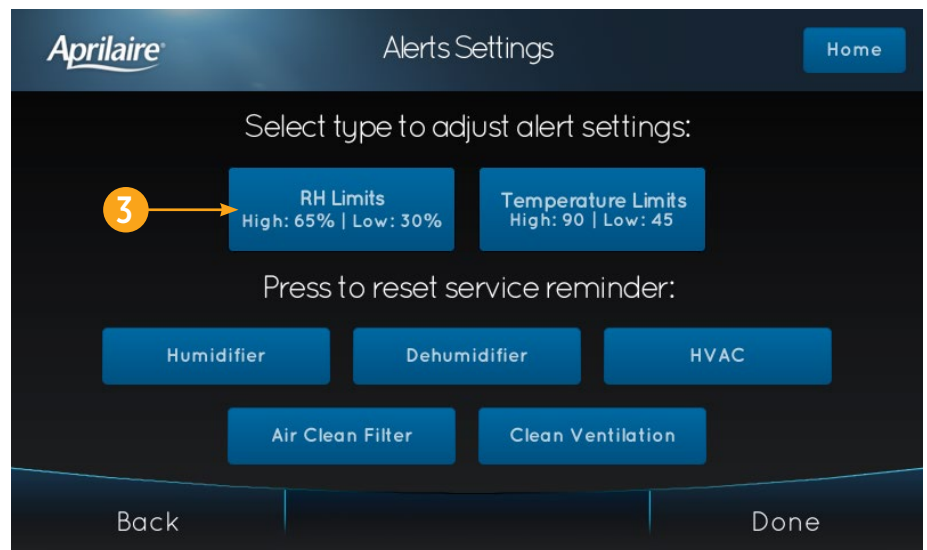 Aprilaire®
Alerts Settings
Home
Select type to adjust alert settings:
3
RH Limits
High: 65% | Low: 30%
Temperature Limits
High: 90 | Low: 45
Press to reset service reminder:
Humidifier
Dehumidifier
HVAC
Air Clean Filter
Clean Ventilation
Back
Done